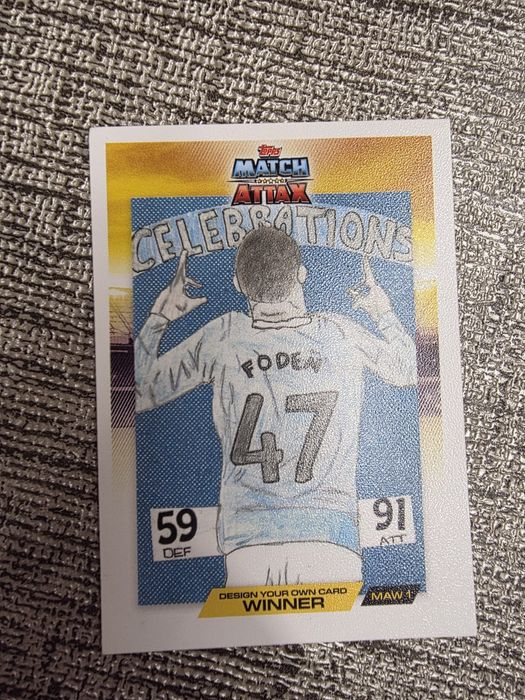 Topps
MATCH
ATTAX
CELEBRATIONS
FODEN
47
59
DEF
91
ATT
DESIGN YOUR OWN CARD
WINNER
MAW 1